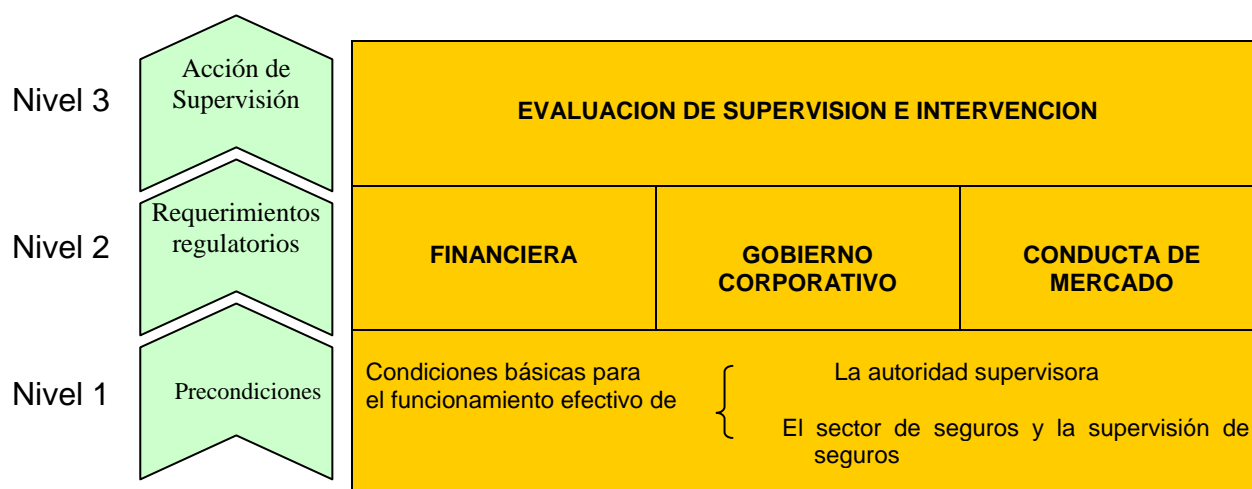 Nivel 3
Acción de
Supervisión
EVALUACION DE SUPERVISION E INTERVENCION
Nivel 2
Requerimientos
regulatorios
FINANCIERA
GOBIERNO
CORPORATIVO
CONDUCTA DE
MERCADO
Nivel 1
Precondiciones
Condiciones básicas para
el funcionamiento efectivo de
La autoridad supervisora
El sector de seguros y la supervisión de
seguros